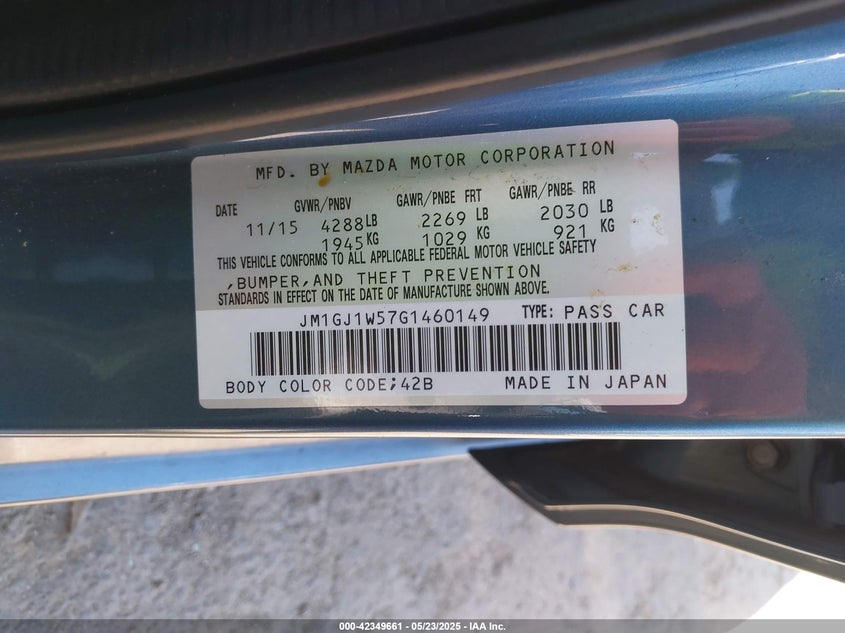 MFD. BY MAZDA MOTOR CORPORATION
DATE GVWR/PNBV GAWR/PNBE FRT GAWR/PNBE RR
11/15 4288 LB 2269 LB 2030 LB
1945 KG 1029 KG 921 KG
THIS VEHICLE CONFORMS TO ALL APPLICABLE FEDERAL MOTOR VEHICLE SAFETY
,BUMPER,AND THEFT PREVENTION
STANDARDS IN EFFECT ON THE DATE OF MANUFACTURE SHOWN ABOVE.
JM1GJ1W57G1460149 TYPE: PASS CAR
BODY COLOR CODE;42B MADE IN JAPAN
000-42349661 - 05/23/2025 - IAA Inc.